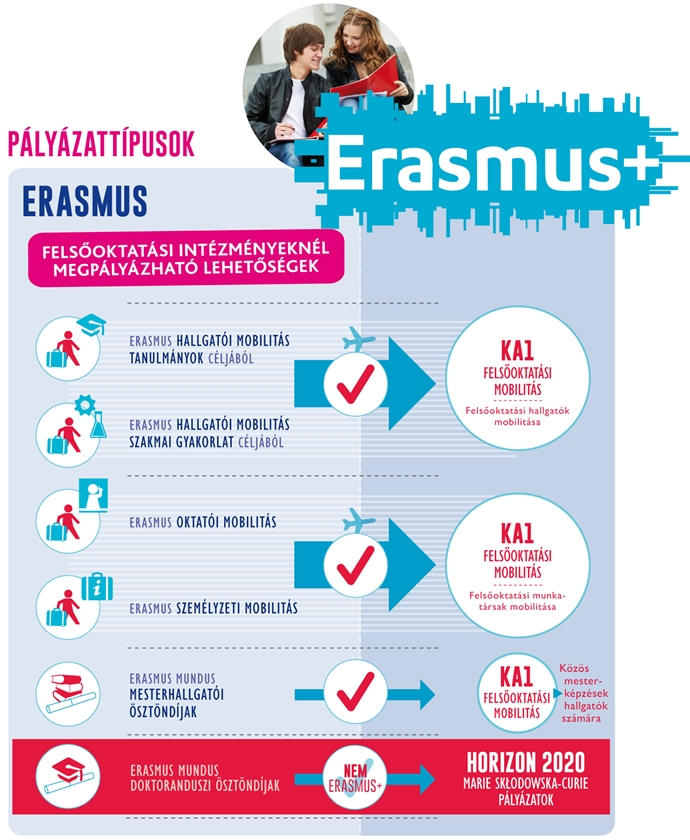 Erasmus+
PÁLYÁZATTÍPUSOK
ERASMUS
FELSŐOKTATÁSI INTÉZMÉNYEKNÉL
MEGPÁLYÁZHATÓ LEHETŐSÉGEK
ERASMUS HALLGATÓI MOBILITÁS
TANULMÁNYOK CÉLJÁBÓL
ERASMUS HALLGATÓI MOBILITÁS
SZAKMAI GYAKORLAT CÉLJÁBÓL
KA1
FELSŐOKTATÁSI
MOBILITÁS
Felsőoktatási hallgatók
mobilitása
ERASMUS OKTATÓI MOBILITÁS
ERASMUS SZEMÉLYZETI MOBILITÁS
KA1
FELSŐOKTATÁSI
MOBILITÁS
Felsőoktatási munka-
társak mobilitása
ERASMUS MUNDUS
MESTERHALLGATÓI
ÖSZTÖNDÍJAK
KA1
FELSŐOKTATÁSI
MOBILITÁS
Közös
mester-
képzések
hallgatók
számára
ERASMUS MUNDUS
DOKTORANDUSZI ÖSZTÖNDÍJAK
NEM
ERASMUS+
HORIZON 2020
MARIE SKŁODOWSKA-CURIE
PÁLYÁZATOK